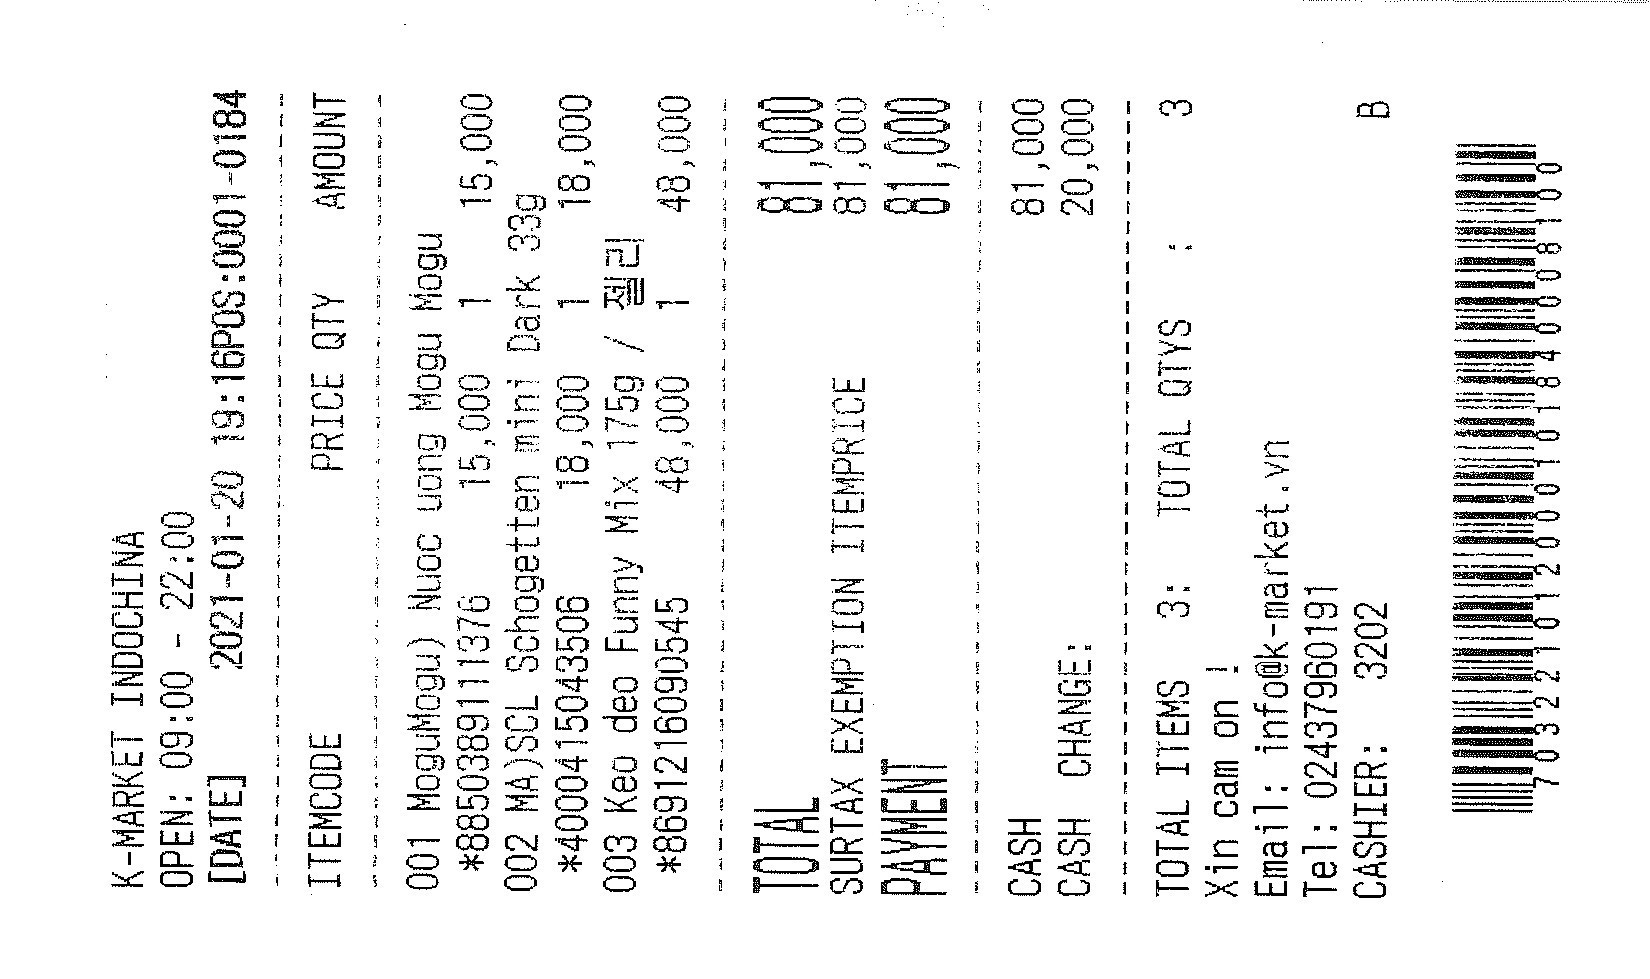 K-MARKET INDOCHINA
OPEN: 09:00 - 22:00
[DATE] 2021-01-20 19:16POS:0001-0184
ITEMCODE PRICE QTY AMOUNT
001 MoguMogu) Nuoc uong Mogu Mogu
*8850389111376 15,000 1 15,000
002 MA)SCL Schogetten mini Dark 33g
*4000415043506 18,000 1 18,000
003 Keo deo Funny Mix 175g / 젤리
*8691216090545 48,000 1 48,000
TOTAL 81,000
SURTAX EXEMPTION ITEMPRICE 81,000
PAYMENT 81,000
CASH 81,000
CASH CHANGE: 20,000
TOTAL ITEMS 3: TOTAL QTYS : 3
Xin cam on !
Email: info@k-market.vn
Tel: 02437960191
CASHIER: 3202 B
703221012000101840008100